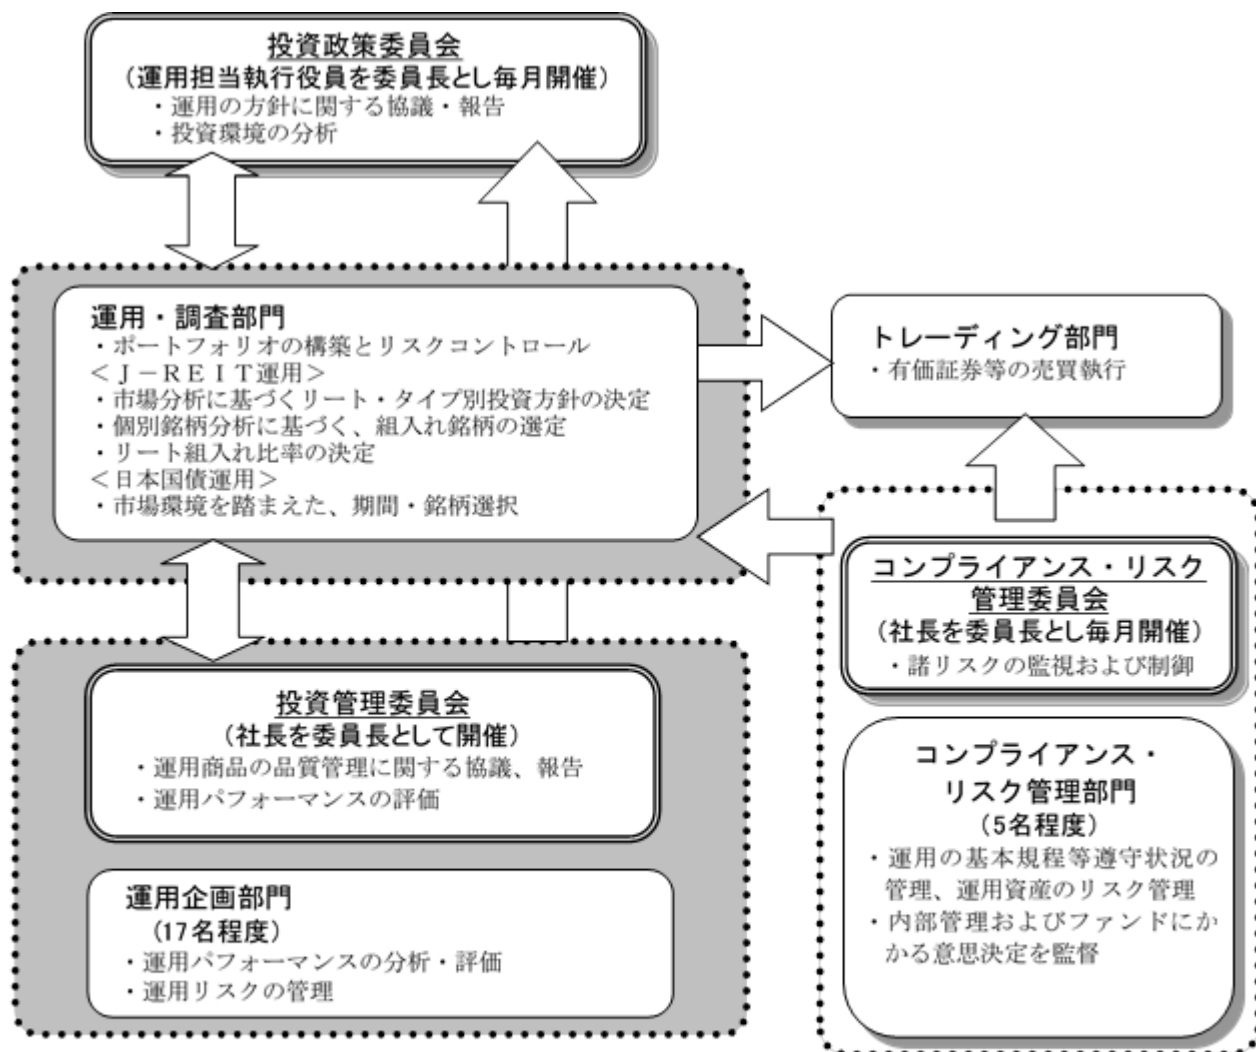 投資政策委員会
(運用担当執行役員を委員長とし毎月開催)
・運用の方針に関する協議・報告
・投資環境の分析
運用・調査部門
・ポートフォリオの構築とリスクコントロール
＜Ｊ－ＲＥＩＴ運用＞
・市場分析に基づくリート・タイプ別投資方針の決定
・個別銘柄分析に基づく、組入れ銘柄の選定
・リート組入れ比率の決定
＜日本国債運用＞
・市場環境を踏まえた、期間・銘柄選択
トレーディング部門
・有価証券等の売買執行
コンプライアンス・リスク
管理委員会
(社長を委員長とし毎月開催)
・諸リスクの監視および制御
投資管理委員会
(社長を委員長として開催)
・運用商品の品質管理に関する協議、報告
・運用パフォーマンスの評価
コンプライアンス・
リスク管理部門
(5名程度)
・運用の基本規程等遵守状況の
管理、運用資産のリスク管理
・内部管理およびファンドにか
かる意思決定を監督
運用企画部門
(17名程度)
・運用パフォーマンスの分析・評価
・運用リスクの管理